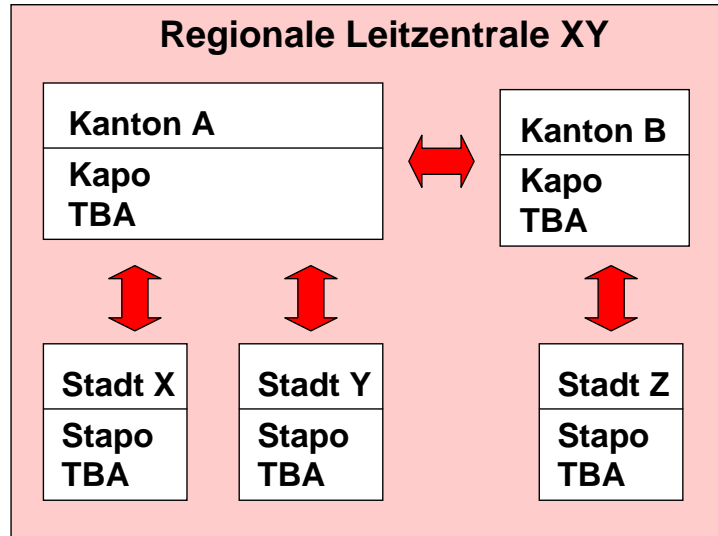 Regionale Leitzentrale XY
Kanton A
Kapo
TBA
Kanton B
Kapo
TBA
Stadt X
Stapo
TBA
Stadt Y
Stapo
TBA
Stadt Z
Stapo
TBA